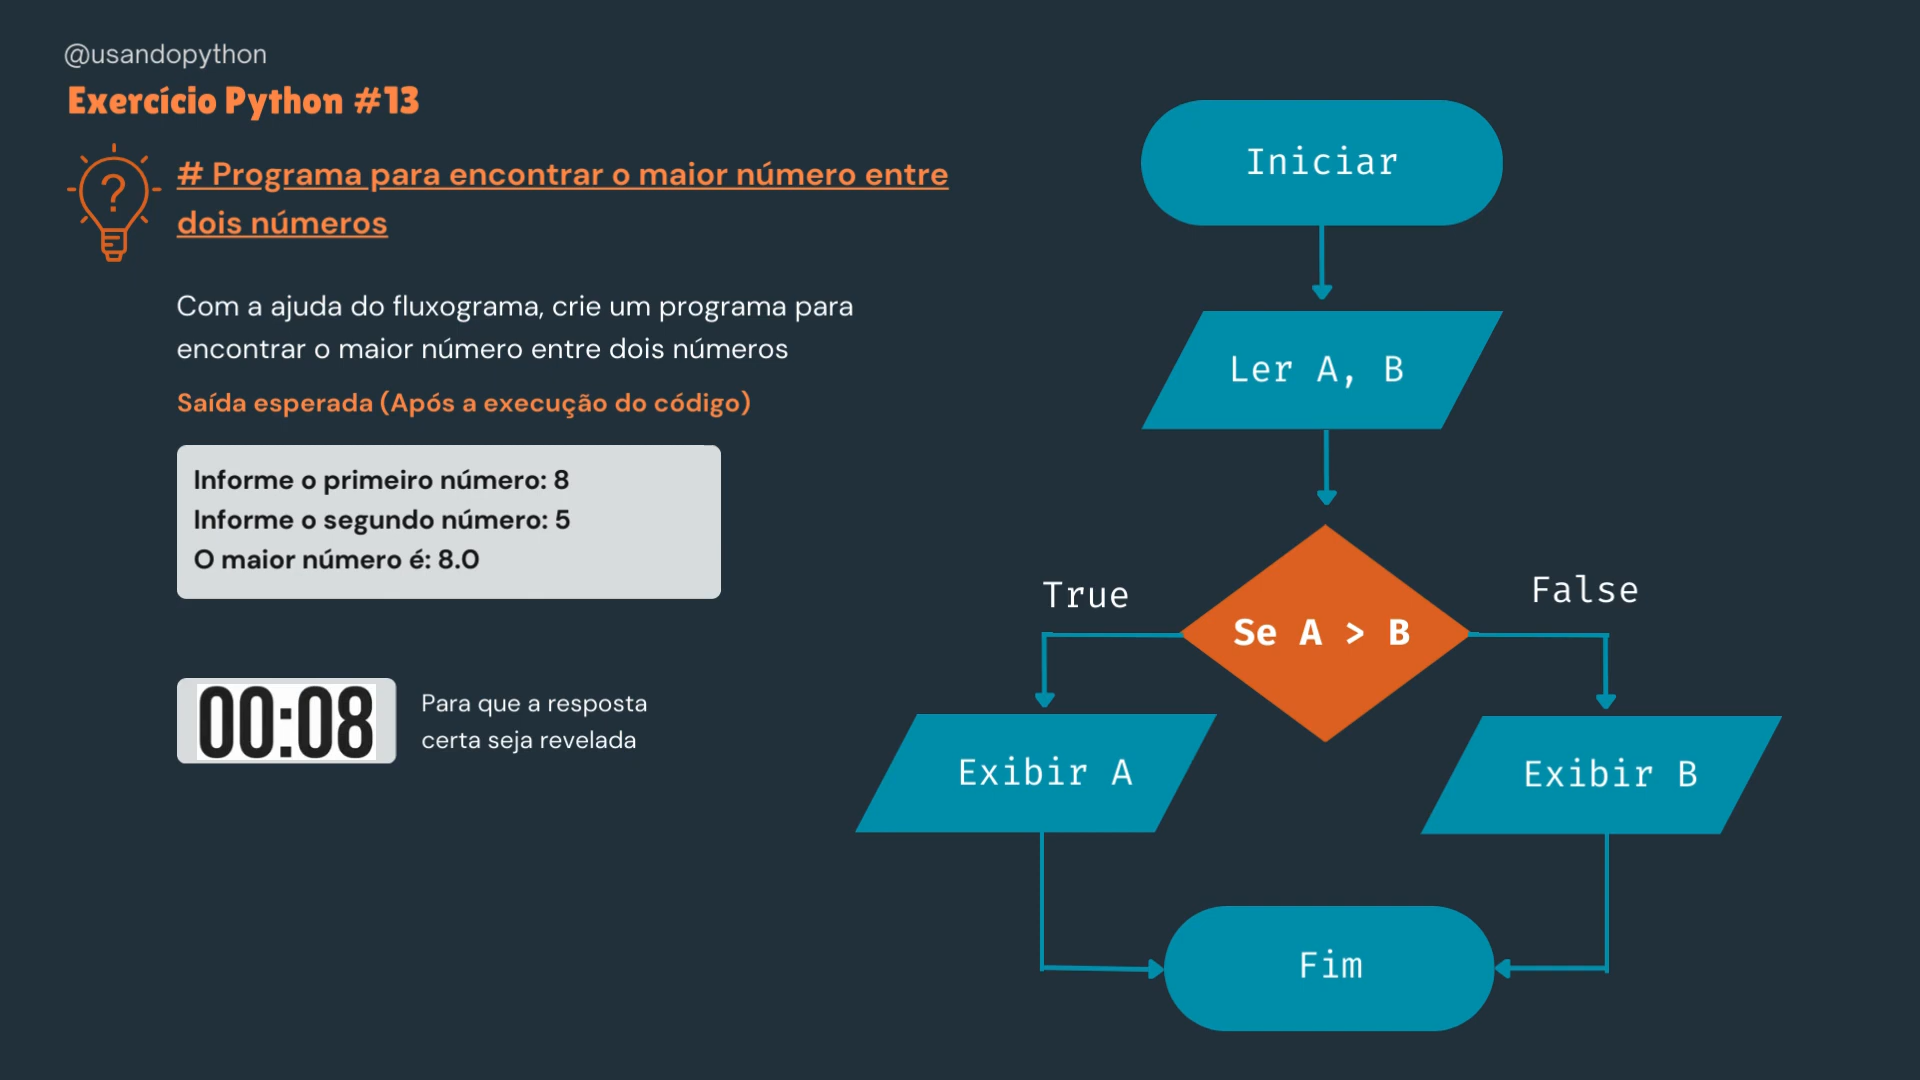 @usandopython
Exercício Python #13
?
# Programa para encontrar o maior número entre
dois números
Com a ajuda do fluxograma, crie um programa para
encontrar o maior número entre dois números
Saída esperada (Após a execução do código)
Informe o primeiro número: 8
Informe o segundo número: 5
O maior número é: 8.0
00:08
Para que a resposta
certa seja revelada
Iniciar
Ler A, B
Se A > B
True
False
Exibir A
Exibir B
Fim